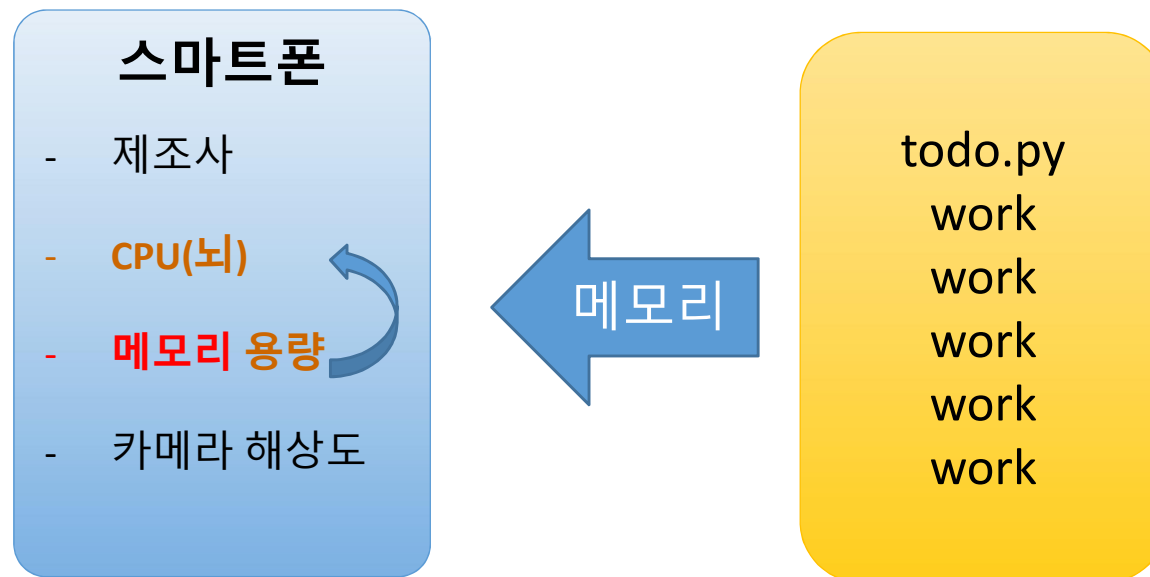 스마트폰
- 제조사
- CPU(뇌)
- 메모리 용량
- 카메라 해상도
메모리
todo.py
work
work
work
work
work